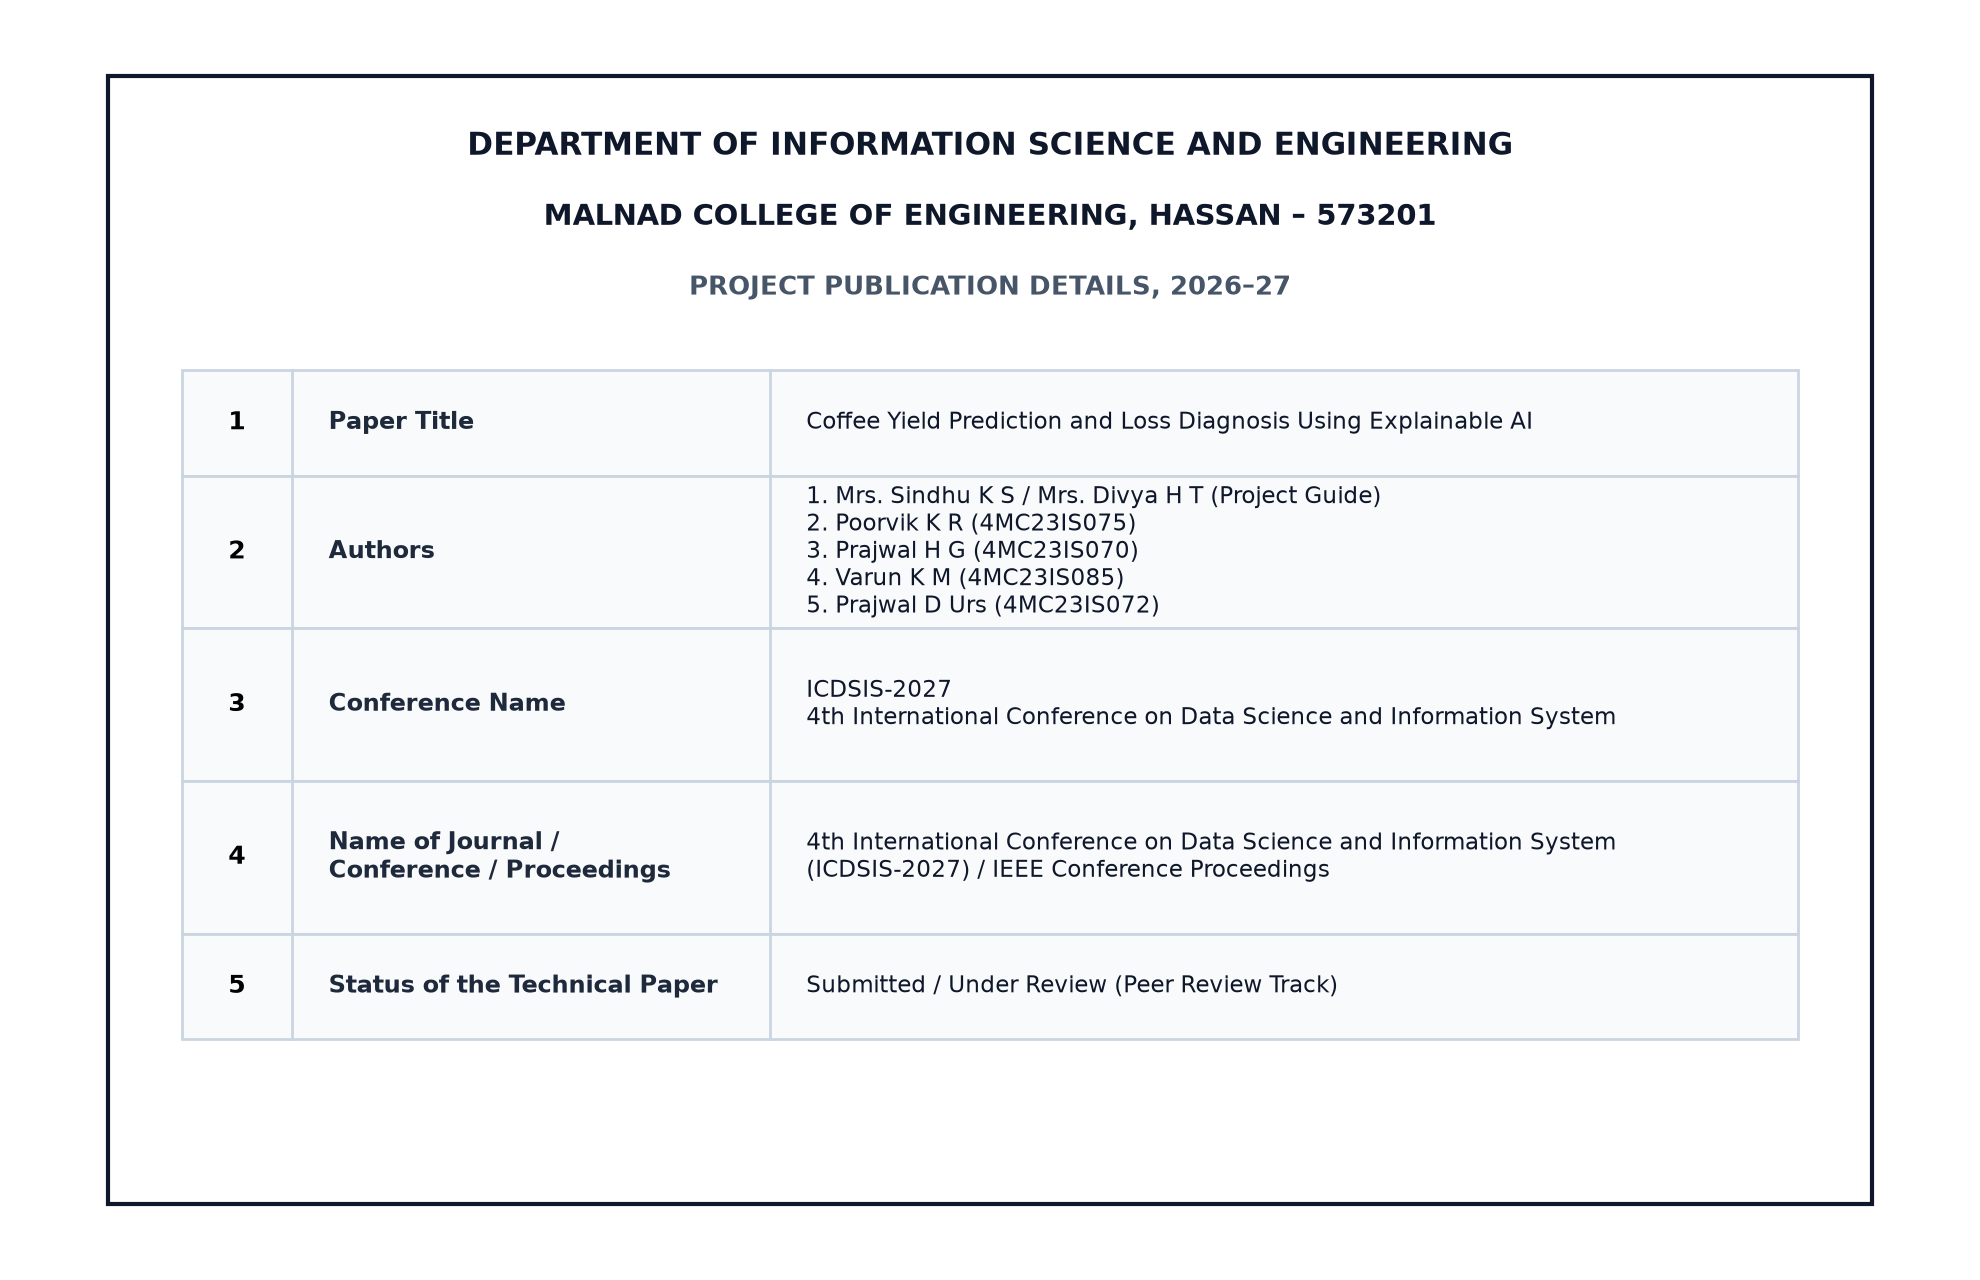 DEPARTMENT OF INFORMATION SCIENCE AND ENGINEERING
MALNAD COLLEGE OF ENGINEERING, HASSAN – 573201
PROJECT PUBLICATION DETAILS, 2026–27
1
Paper Title
Coffee Yield Prediction and Loss Diagnosis Using Explainable AI
2
Authors
1. Mrs. Sindhu K S / Mrs. Divya H T (Project Guide)
2. Poorvik K R (4MC23IS075)
3. Prajwal H G (4MC23IS070)
4. Varun K M (4MC23IS085)
5. Prajwal D Urs (4MC23IS072)
3
Conference Name
ICDSIS-2027
4th International Conference on Data Science and Information System
4
Name of Journal /
Conference / Proceedings
4th International Conference on Data Science and Information System
(ICDSIS-2027) / IEEE Conference Proceedings
5
Status of the Technical Paper
Submitted / Under Review (Peer Review Track)